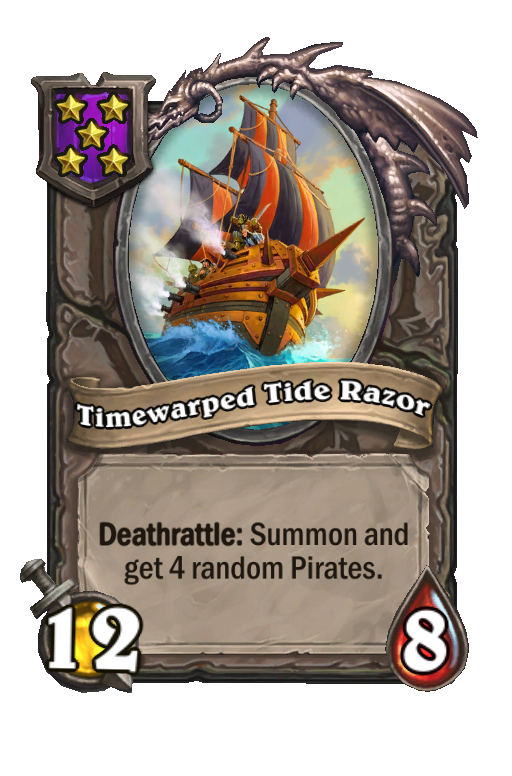 Timewarped Tide Razor
Deathrattle: Summon and
get 4 random Pirates.
12
8